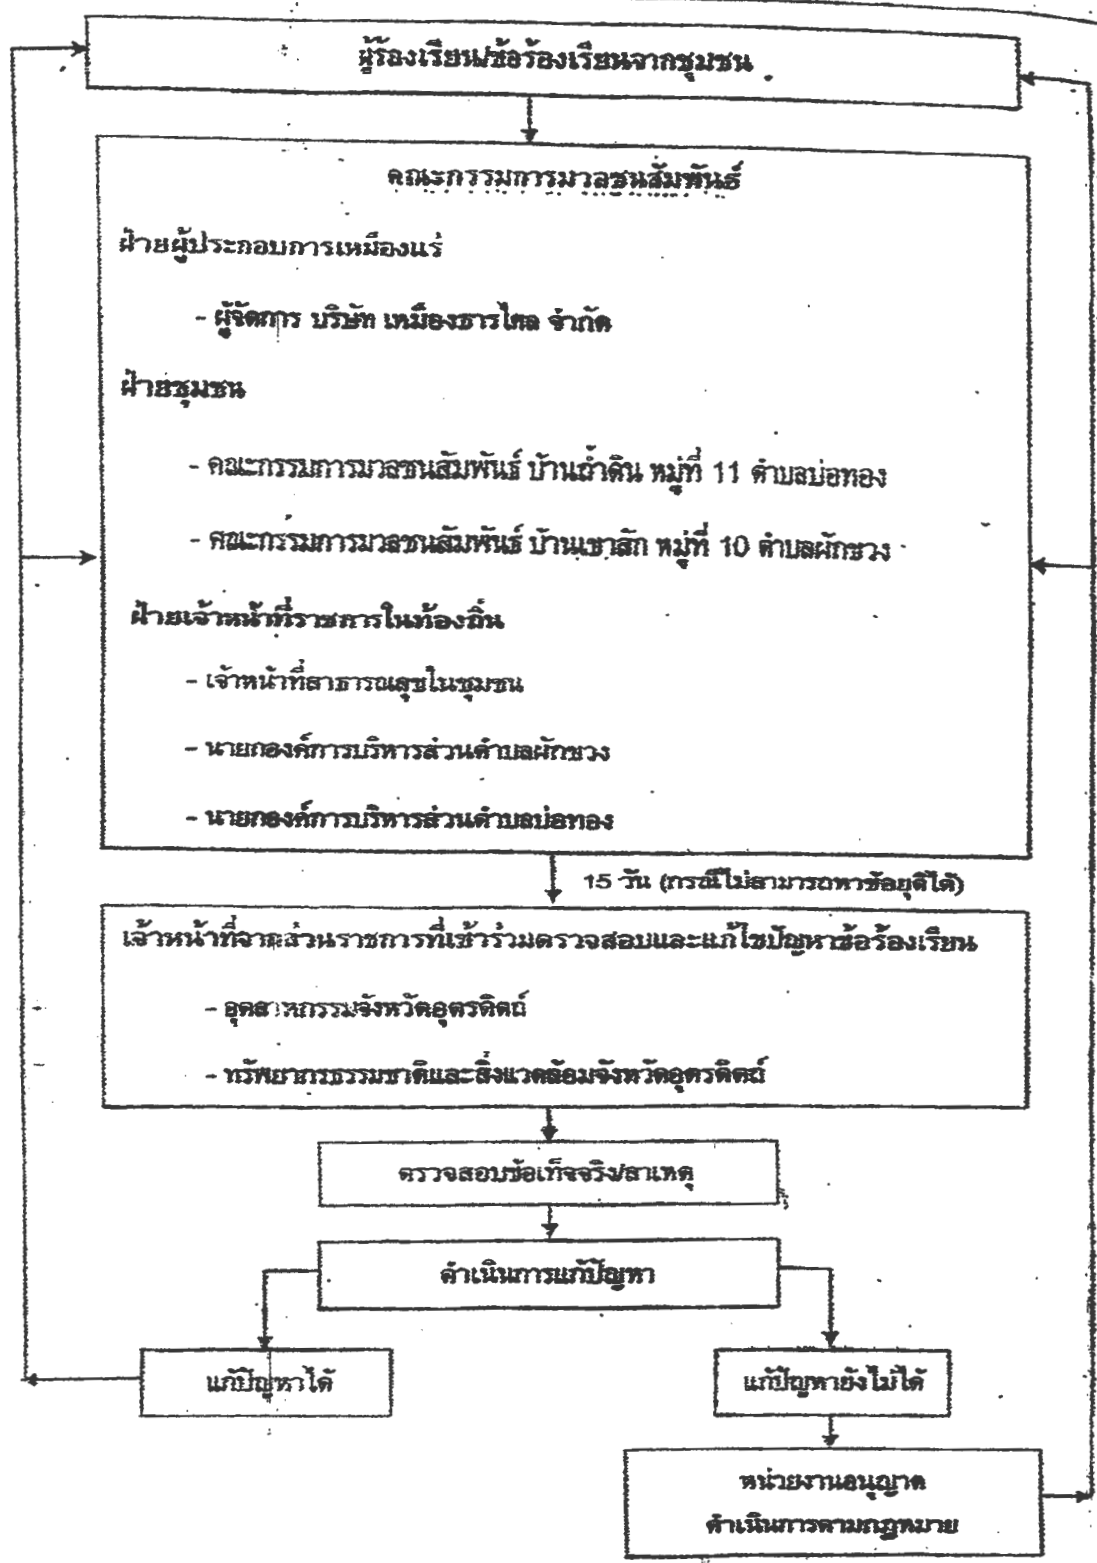 ผู้ร้องเรียน/ข้อร้องเรียนจากชุมชน
คณะกรรมการมวลชนสัมพันธ์
ฝ่ายผู้ประกอบการเหมืองแร่
- ผู้จัดการ บริษัท เหมืองธารไหล จำกัด
ฝ่ายชุมชน
- คณะกรรมการมวลชนสัมพันธ์ บ้านถ้ำดิน หมู่ที่ 11 ตำบลบ่อทอง
- คณะกรรมการมวลชนสัมพันธ์ บ้านเขาสัก หมู่ที่ 10 ตำบลผักขวง
ฝ่ายเจ้าหน้าที่ราชการในท้องถิ่น
- เจ้าหน้าที่สาธารณสุขในชุมชน
- นายกองค์การบริหารส่วนตำบลผักขวง
- นายกองค์การบริหารส่วนตำบลบ่อทอง
15 วัน (กรณีไม่สามารถหาข้อยุติได้)
เจ้าหน้าที่จากส่วนราชการที่เข้าร่วมตรวจสอบและแก้ไขปัญหาข้อร้องเรียน
- อุตสาหกรรมจังหวัดอุตรดิตถ์
- ทรัพยากรธรรมชาติและสิ่งแวดล้อมจังหวัดอุตรดิตถ์
ตรวจสอบข้อเท็จจริง/สาเหตุ
ดำเนินการแก้ปัญหา
แก้ปัญหาได้
แก้ปัญหายังไม่ได้
หน่วยงานอนุญาต
ดำเนินการตามกฎหมาย